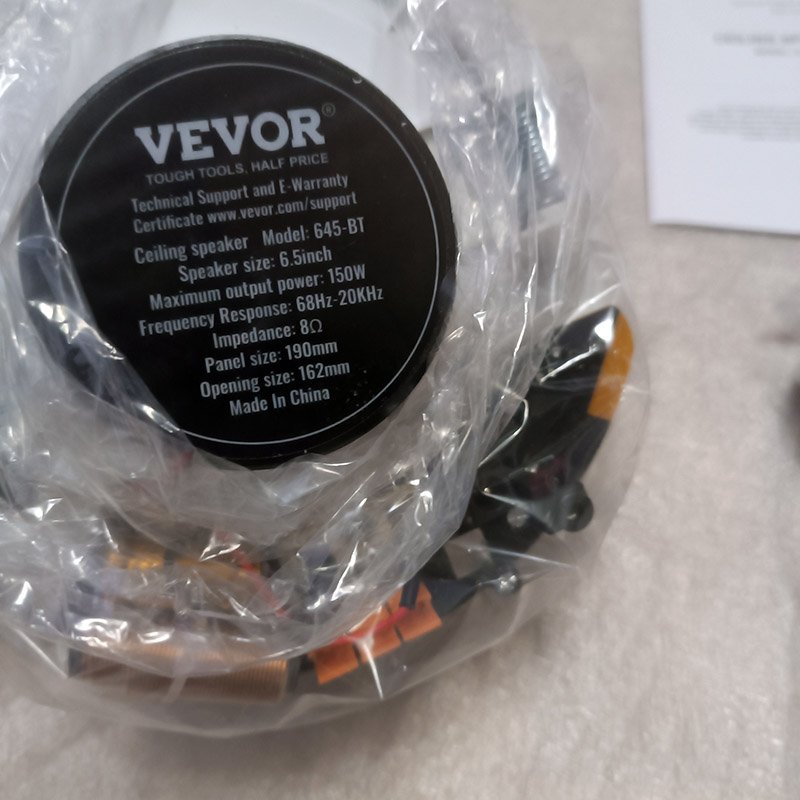 VEVOR®
TOUGH TOOLS, HALF PRICE
Technical Support and E-Warranty
Certificate www.vevor.com/support
Ceiling speaker Model: 645-BT
Speaker size: 6.5inch
Maximum output power: 150W
Frequency Response: 68Hz-20KHz
Impedance: 8Ω
Panel size: 190mm
Opening size: 162mm
Made In China